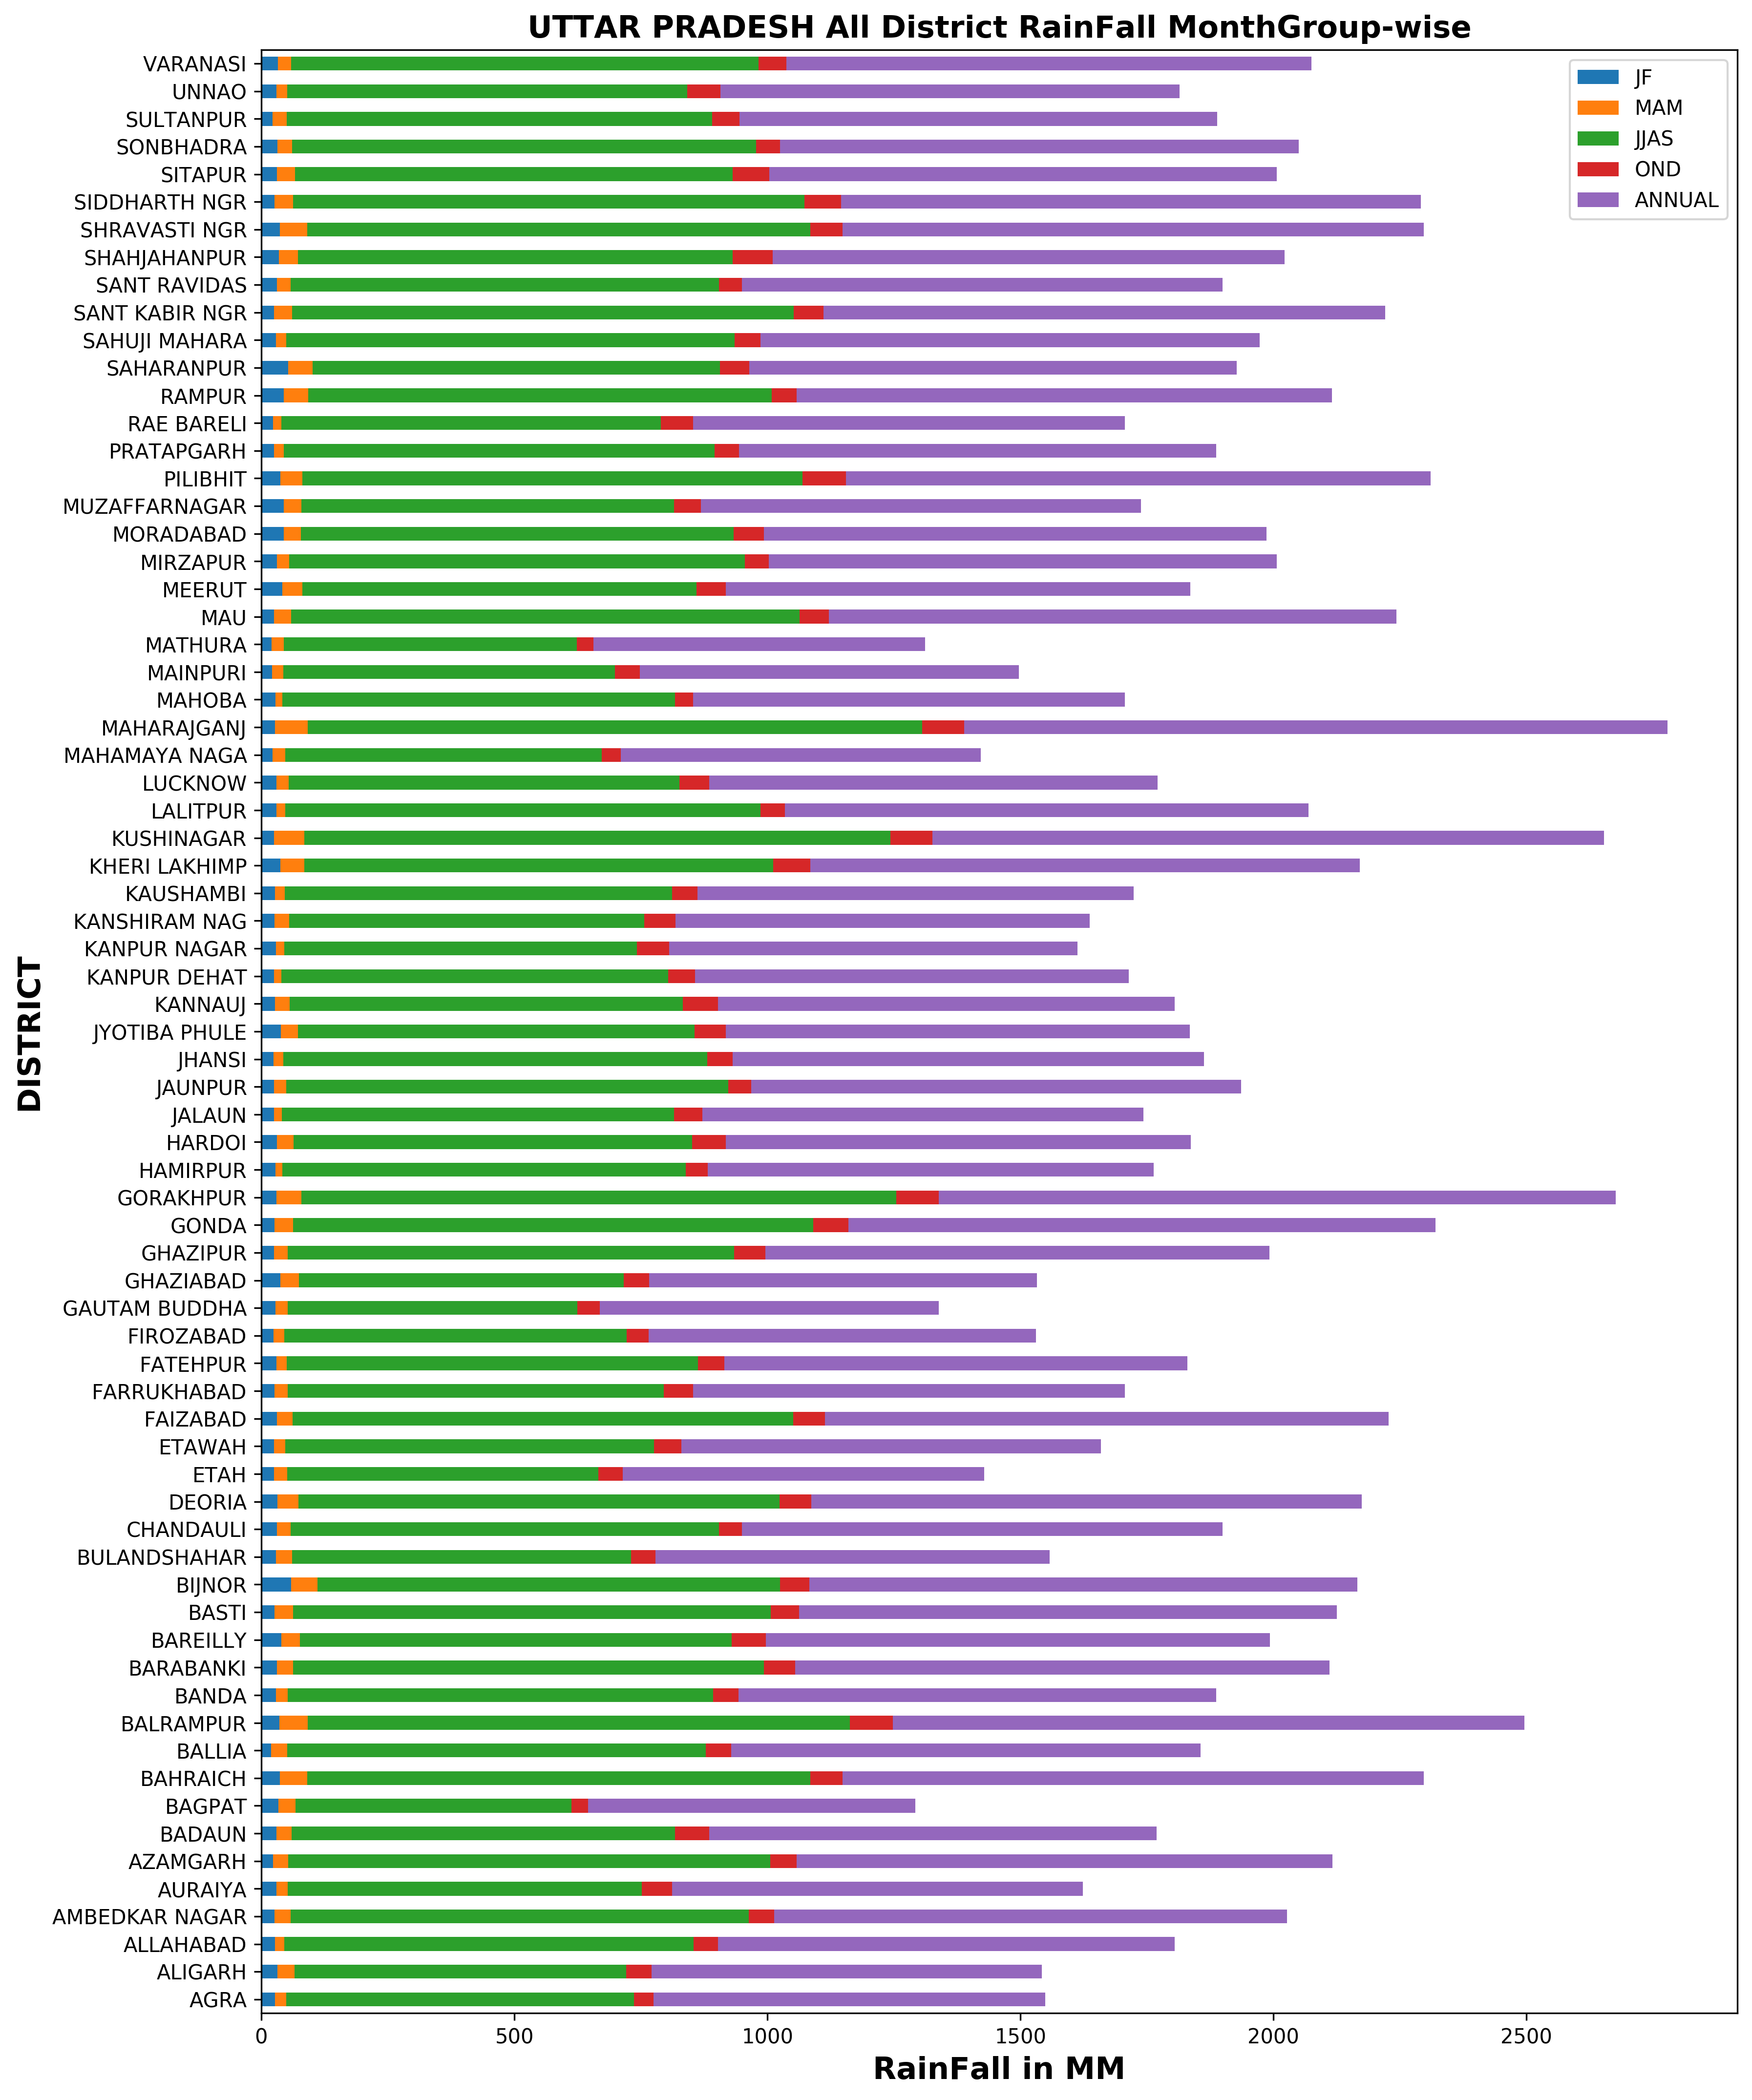 UTTAR PRADESH All District RainFall MonthGroup-wise
JF
MAM
JJAS
OND
ANNUAL
DISTRICT
VARANASI
UNNAO
SULTANPUR
SONBHADRA
SITAPUR
SIDDHARTH NGR
SHRAVASTI NGR
SHAHJAHANPUR
SANT RAVIDAS
SANT KABIR NGR
SAHUJI MAHARA
SAHARANPUR
RAMPUR
RAE BARELI
PRATAPGARH
PILIBHIT
MUZAFFARNAGAR
MORADABAD
MIRZAPUR
MEERUT
MAU
MATHURA
MAINPURI
MAHOBA
MAHARAJGANJ
MAHAMAYA NAGA
LUCKNOW
LALITPUR
KUSHINAGAR
KHERI LAKHIMP
KAUSHAMBI
KANSHIRAM NAG
KANPUR NAGAR
KANPUR DEHAT
KANNAUJ
JYOTIBA PHULE
JHANSI
JAUNPUR
JALAUN
HARDOI
HAMIRPUR
GORAKHPUR
GONDA
GHAZIPUR
GHAZIABAD
GAUTAM BUDDHA
FIROZABAD
FATEHPUR
FARRUKHABAD
FAIZABAD
ETAWAH
ETAH
DEORIA
CHANDAULI
BULANDSHAHAR
BIJNOR
BASTI
BAREILLY
BARABANKI
BANDA
BALRAMPUR
BALLIA
BAHRAICH
BAGPAT
BADAUN
AZAMGARH
AURAIYA
AMBEDKAR NAGAR
ALLAHABAD
ALIGARH
AGRA
0 500 1000 1500 2000 2500
RainFall in MM